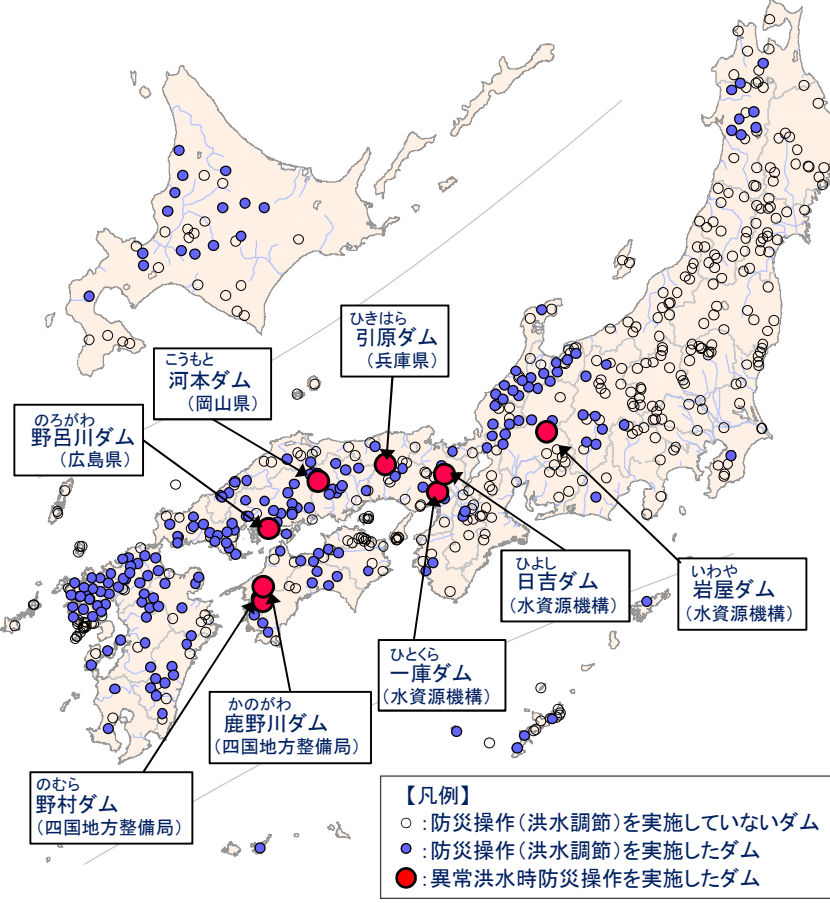 ひきはら
引原ダム
（兵庫県）
こうもと
河本ダム
（岡山県）
のろがわ
野呂川ダム
（広島県）
ひよし
日吉ダム
（水資源機構）
いわや
岩屋ダム
（水資源機構）
ひとくら
一庫ダム
（水資源機構）
かのがわ
鹿野川ダム
（四国地方整備局）
のむら
野村ダム
（四国地方整備局）
【凡例】
：防災操作（洪水調節）を実施していないダム
：防災操作（洪水調節）を実施したダム
：異常洪水時防災操作を実施したダム